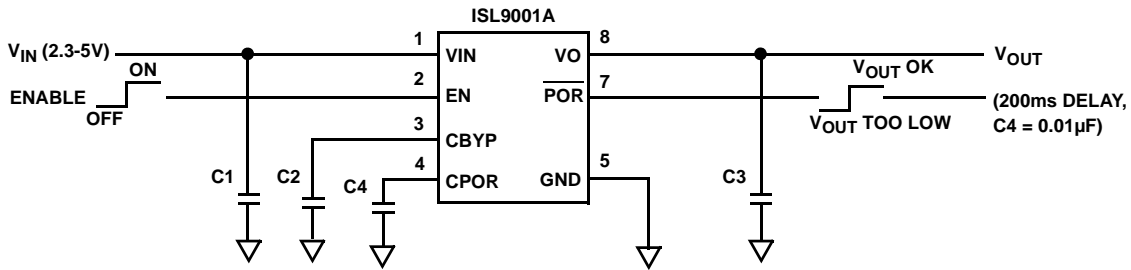 ISL9001A
V_IN (2.3-5V)
1
VIN
VO
8
V_OUT
ON
ENABLE
OFF
2
EN
POR
7
V_OUT OK
V_OUT TOO LOW
(200ms DELAY,
C4 = 0.01µF)
3
CBYP
4
CPOR
GND
5
C1
C2
C4
C3